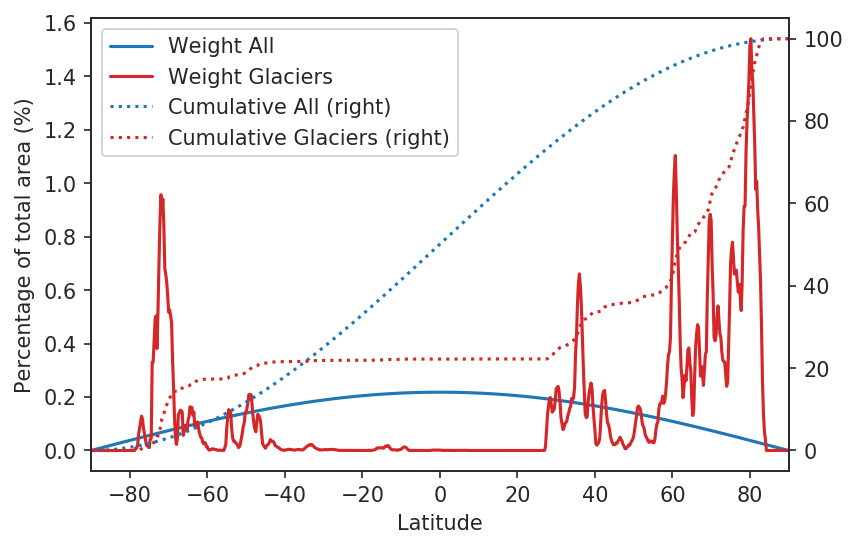 Weight All
Weight Glaciers
Cumulative All (right)
Cumulative Glaciers (right)
Percentage of total area (%)
1.6
1.4
1.2
1.0
0.8
0.6
0.4
0.2
0.0
100
80
60
40
20
0
−80 −60 −40 −20 0 20 40 60 80
Latitude